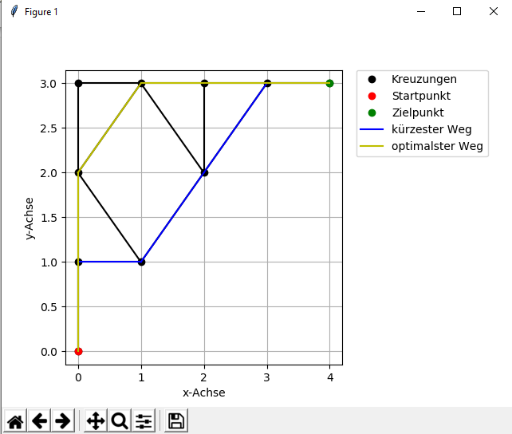 Figure 1
Kreuzungen
Startpunkt
Zielpunkt
kürzester Weg
optimalster Weg
3.0
2.5
2.0
1.5
1.0
0.5
0.0
y-Achse
0 1 2 3 4
x-Achse